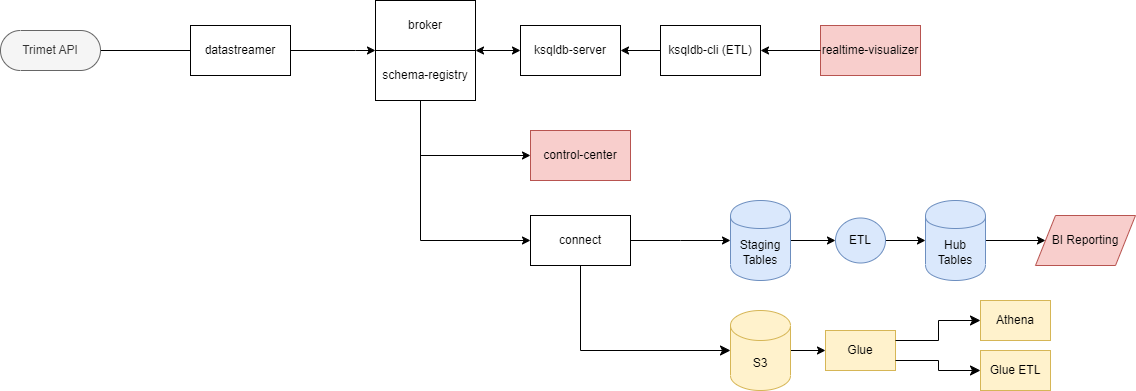 Trimet API
datastreamer
broker
schema-registry
ksqldb-server
ksqldb-cli (ETL)
realtime-visualizer
control-center
connect
Staging
Tables
ETL
Hub
Tables
BI Reporting
S3
Glue
Athena
Glue ETL